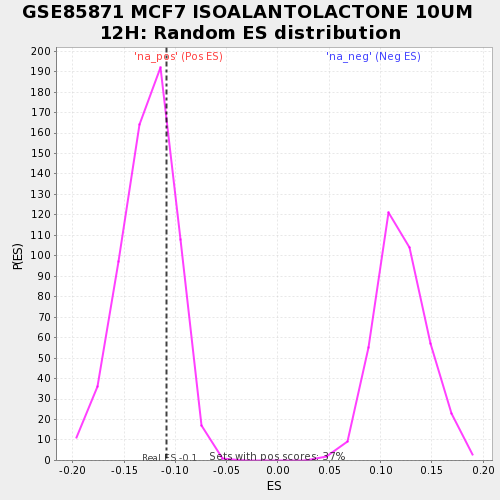 GSE85871 MCF7 ISOALANTOLACTONE 10UM
12H: Random ES distribution
'na_pos' (Pos ES)
'na_neg' (Neg ES)
P(ES)
200
190
180
170
160
150
140
130
120
110
100
90
80
70
60
50
40
30
20
10
0
Real ES -0.1
Sets with pos scores: 37%
-0.20 -0.15 -0.10 -0.05 0.00 0.05 0.10 0.15 0.20
ES